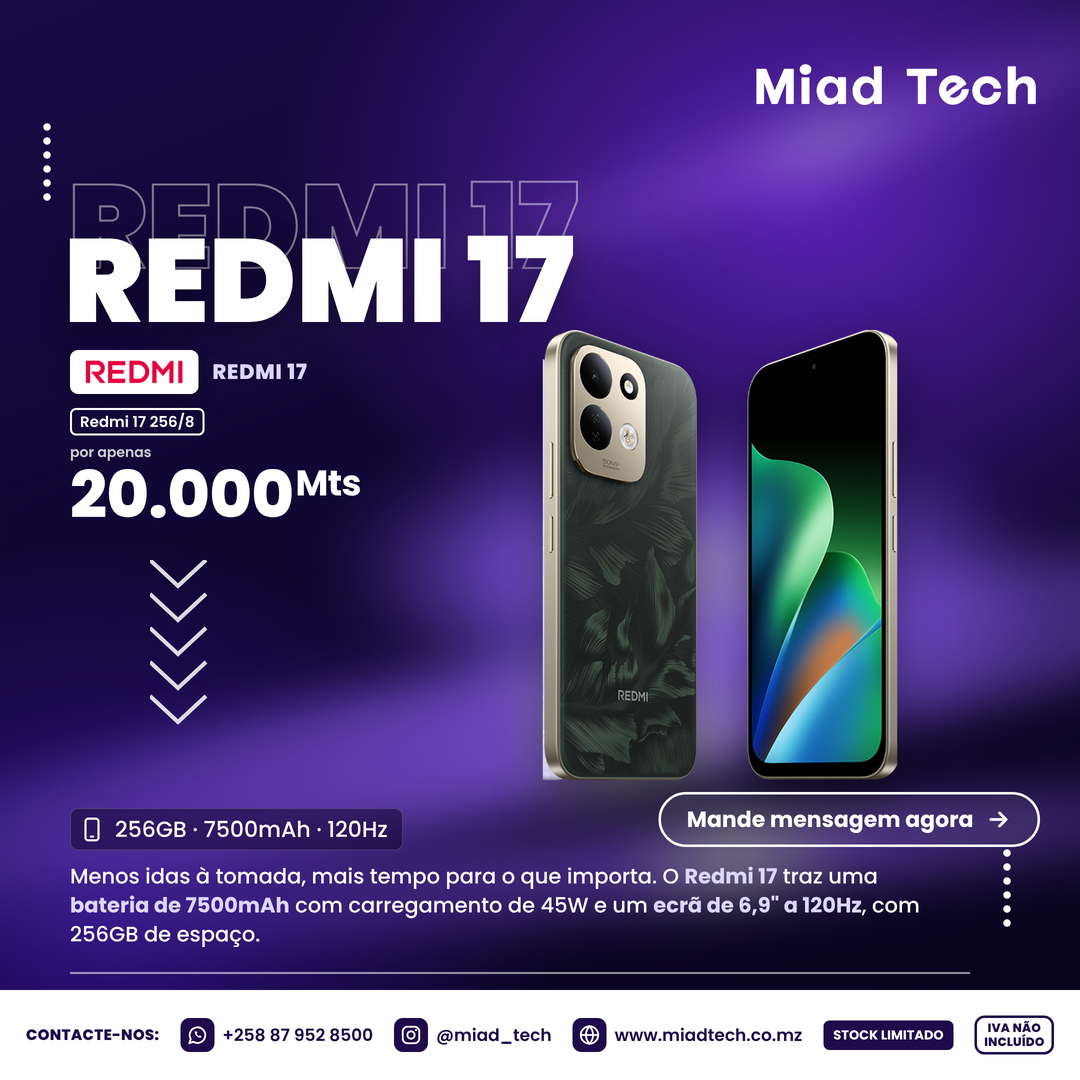 Miad Tech
REDMI 17
REDMI 17
REDMI REDMI 17
Redmi 17 256/8
por apenas
20.000Mts
REDMI
256GB · 7500mAh · 120Hz
Mande mensagem agora
Menos idas à tomada, mais tempo para o que importa. O Redmi 17 traz uma
bateria de 7500mAh com carregamento de 45W e um ecrã de 6,9" a 120Hz, com
256GB de espaço.
CONTACTE-NOS: +258 87 952 8500 @miad_tech www.miadtech.co.mz STOCK LIMITADO IVA NÃO
INCLUÍDO